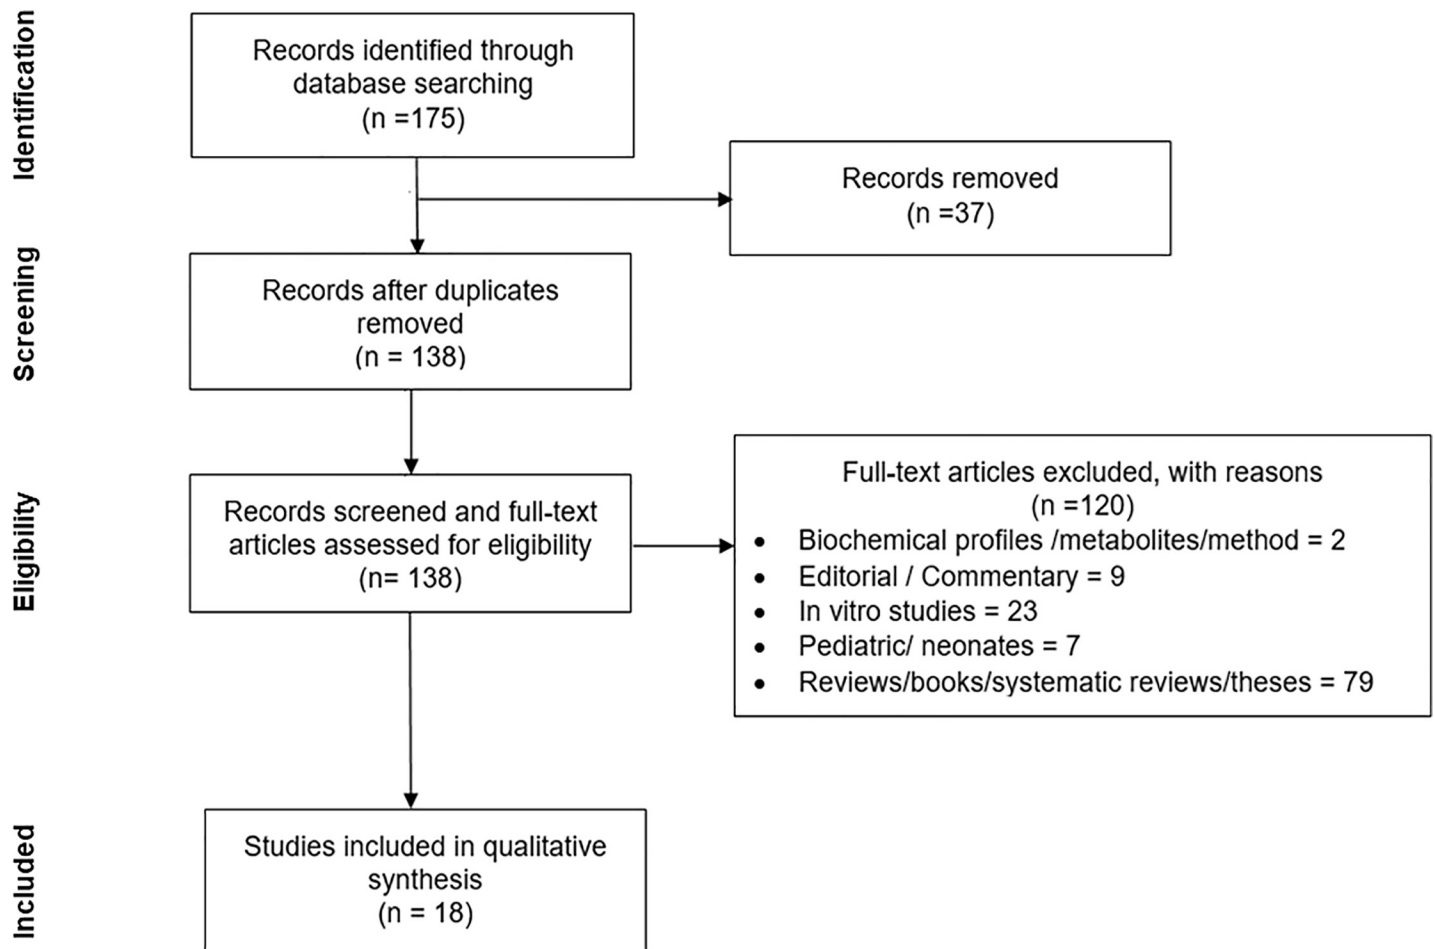 Identification
Records identified through
database searching
(n =175)
Records removed
(n =37)
Screening
Records after duplicates
removed
(n = 138)
Eligibility
Records screened and full-text
articles assessed for eligibility
(n= 138)
Full-text articles excluded, with reasons
(n =120)
• Biochemical profiles /metabolites/method = 2
• Editorial / Commentary = 9
• In vitro studies = 23
• Pediatric/ neonates = 7
• Reviews/books/systematic reviews/theses = 79
Included
Studies included in qualitative
synthesis
(n = 18)